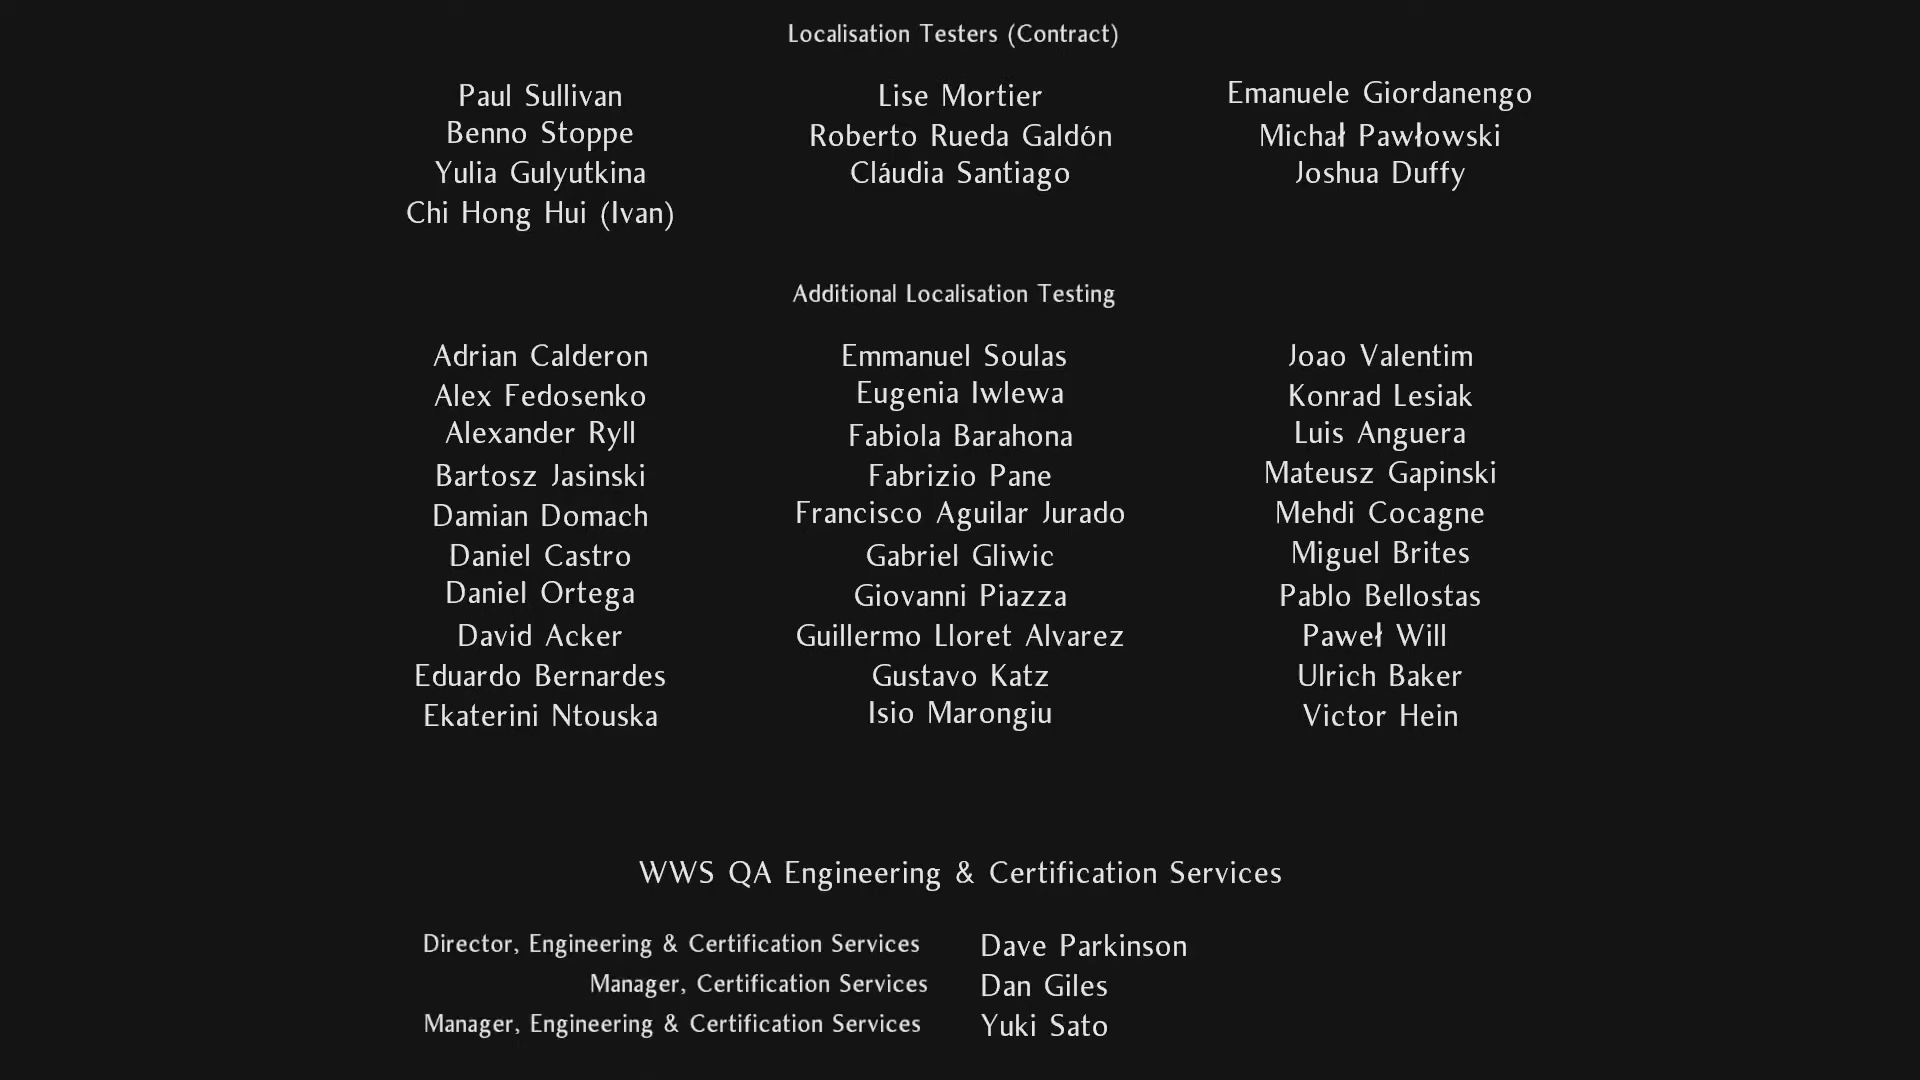 Localisation Testers (Contract)
Paul Sullivan Lise Mortier Emanuele Giordanengo
Benno Stoppe Roberto Rueda Galdón Michał Pawłowski
Yulia Gulyutkina Cláudia Santiago Joshua Duffy
Chi Hong Hui (Ivan)
Additional Localisation Testing
Adrian Calderon Emmanuel Soulas Joao Valentim
Alex Fedosenko Eugenia Iwlewa Konrad Lesiak
Alexander Ryll Fabiola Barahona Luis Anguera
Bartosz Jasinski Fabrizio Pane Mateusz Gapinski
Damian Domach Francisco Aguilar Jurado Mehdi Cocagne
Daniel Castro Gabriel Gliwic Miguel Brites
Daniel Ortega Giovanni Piazza Pablo Bellostas
David Acker Guillermo Lloret Alvarez Paweł Will
Eduardo Bernardes Gustavo Katz Ulrich Baker
Ekaterini Ntouska Isio Marongiu Victor Hein
WWS QA Engineering & Certification Services
Director, Engineering & Certification Services Dave Parkinson
Manager, Certification Services Dan Giles
Manager, Engineering & Certification Services Yuki Sato